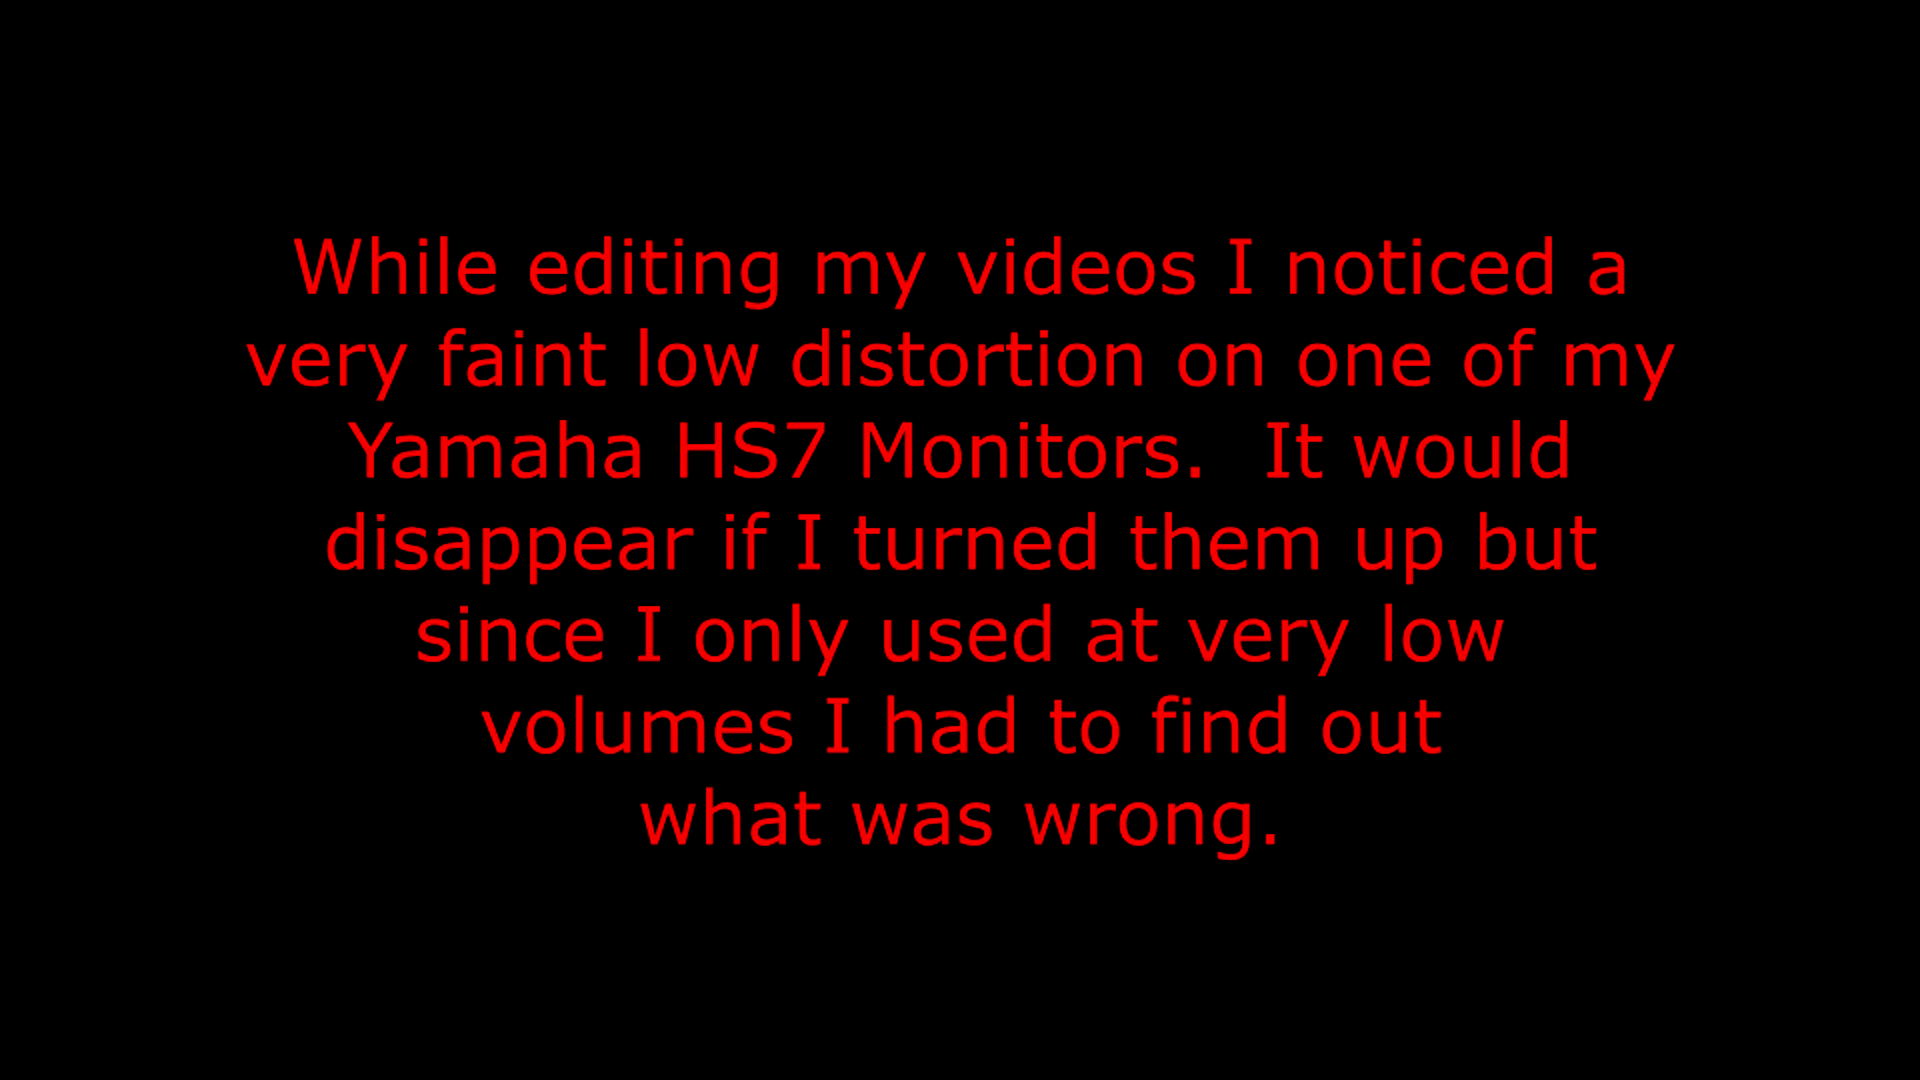 While editing my videos I noticed a
very faint low distortion on one of my
Yamaha HS7 Monitors.  It would
disappear if I turned them up but
since I only used at very low
volumes I had to find out
what was wrong.